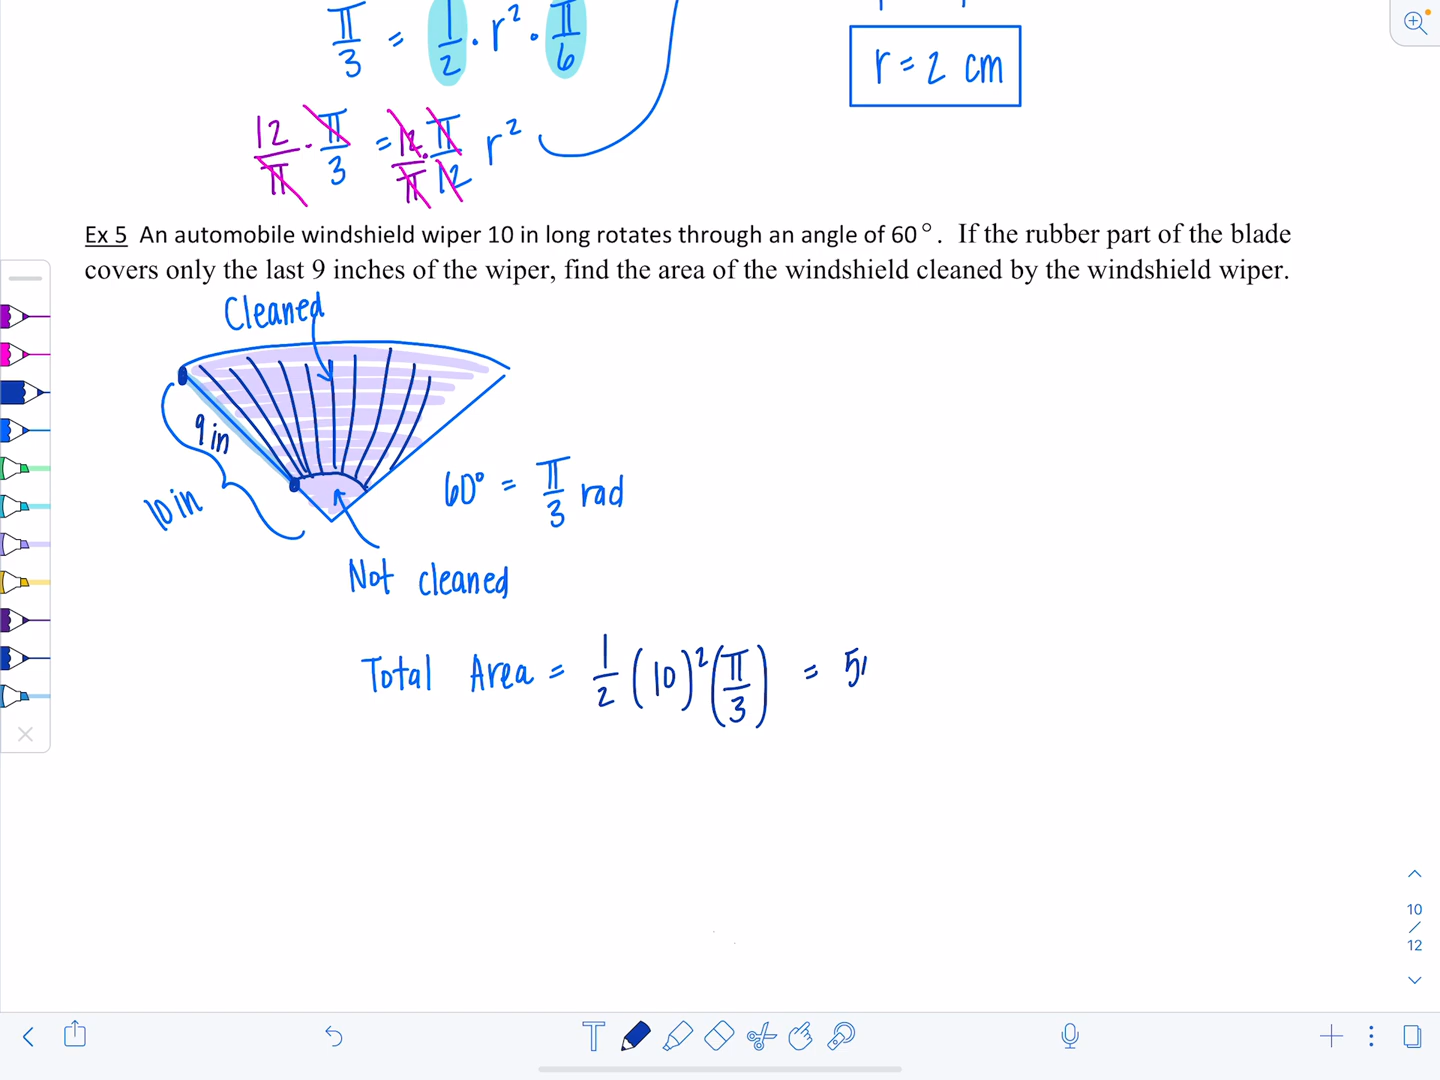 π/3 = 1/2 · r² · π/6
r = 2 cm
12/π · π/3 = 12/π · π/12 r²
Ex 5 An automobile windshield wiper 10 in long rotates through an angle of 60°. If the rubber part of the blade
covers only the last 9 inches of the wiper, find the area of the windshield cleaned by the windshield wiper.
Cleaned
9 in
10 in
60° = π/3 rad
Not cleaned
Total Area = 1/2 (10)² (π/3) = 5
10
/
12
T